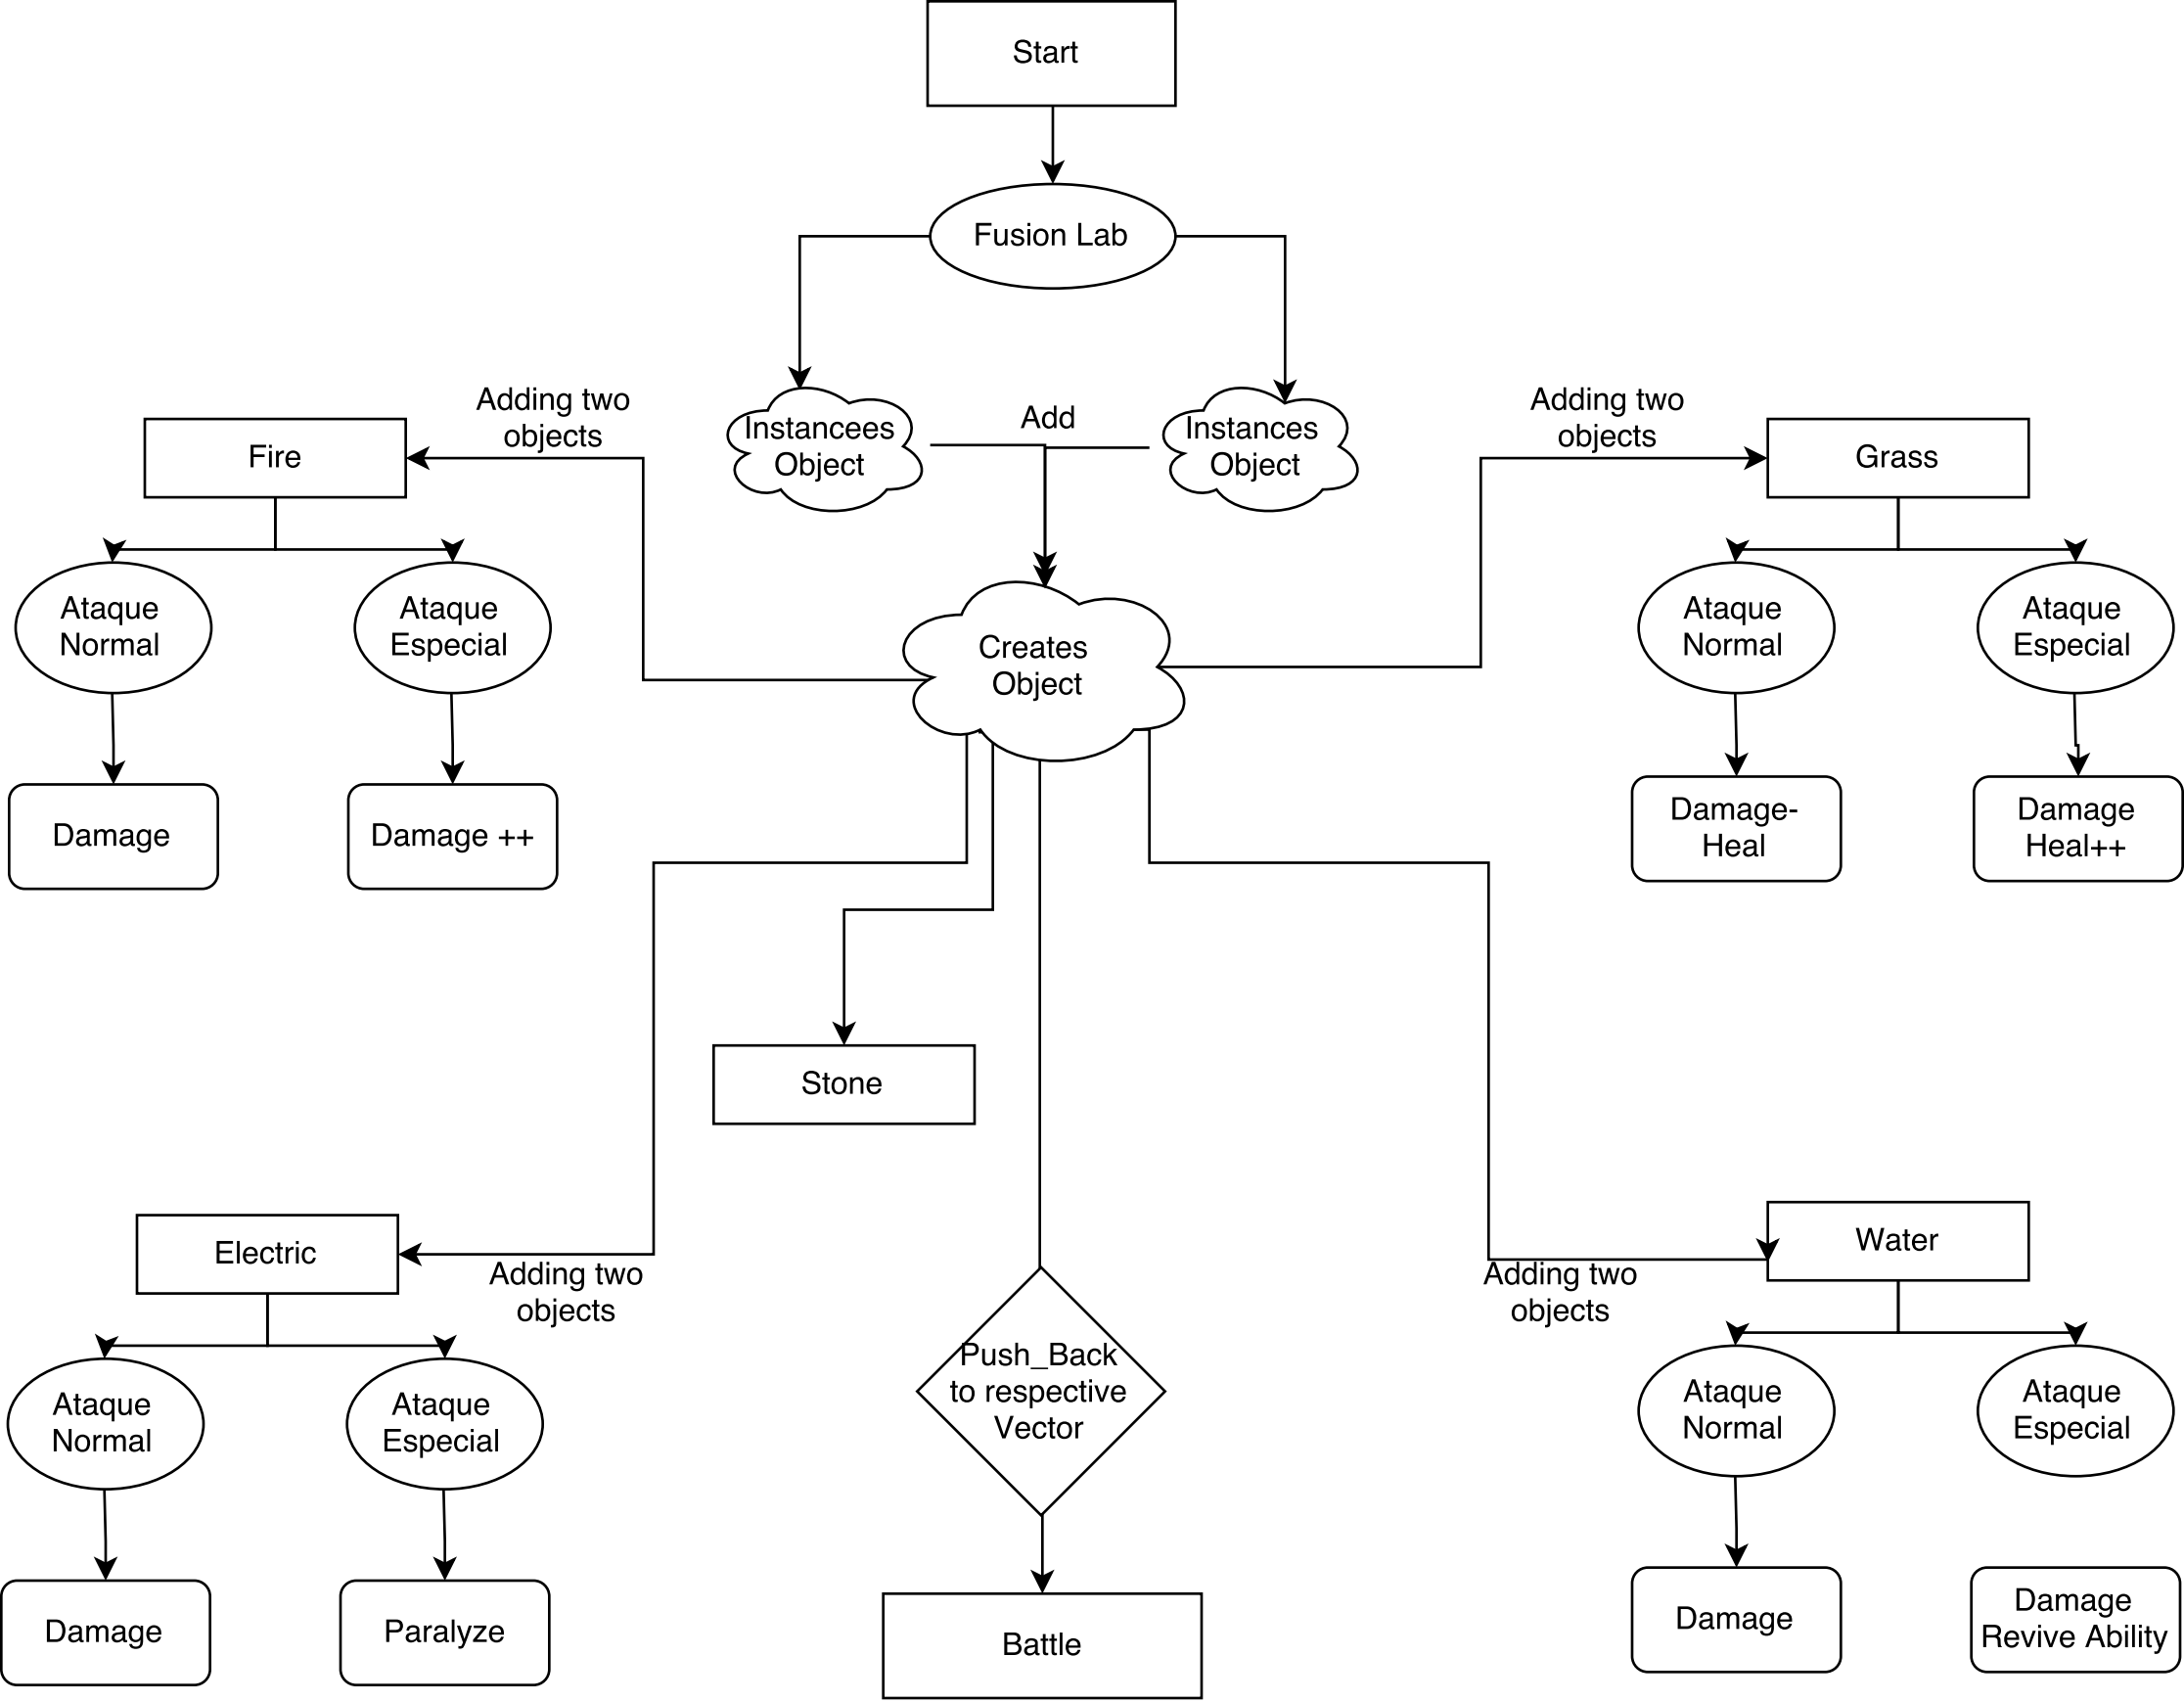 Start
Fusion Lab
Instancees
Object
Add
Instances
Object
Adding two
objects
Adding two
objects
Fire
Grass
Ataque
Normal
Ataque
Especial
Creates
Object
Ataque
Normal
Ataque
Especial
Damage
Damage ++
Damage-
Heal
Damage
Heal++
Stone
Electric
Adding two
objects
Water
Adding two
objects
Ataque
Normal
Ataque
Especial
Push_Back
to respective
Vector
Ataque
Normal
Ataque
Especial
Damage
Paralyze
Battle
Damage
Damage
Revive Ability